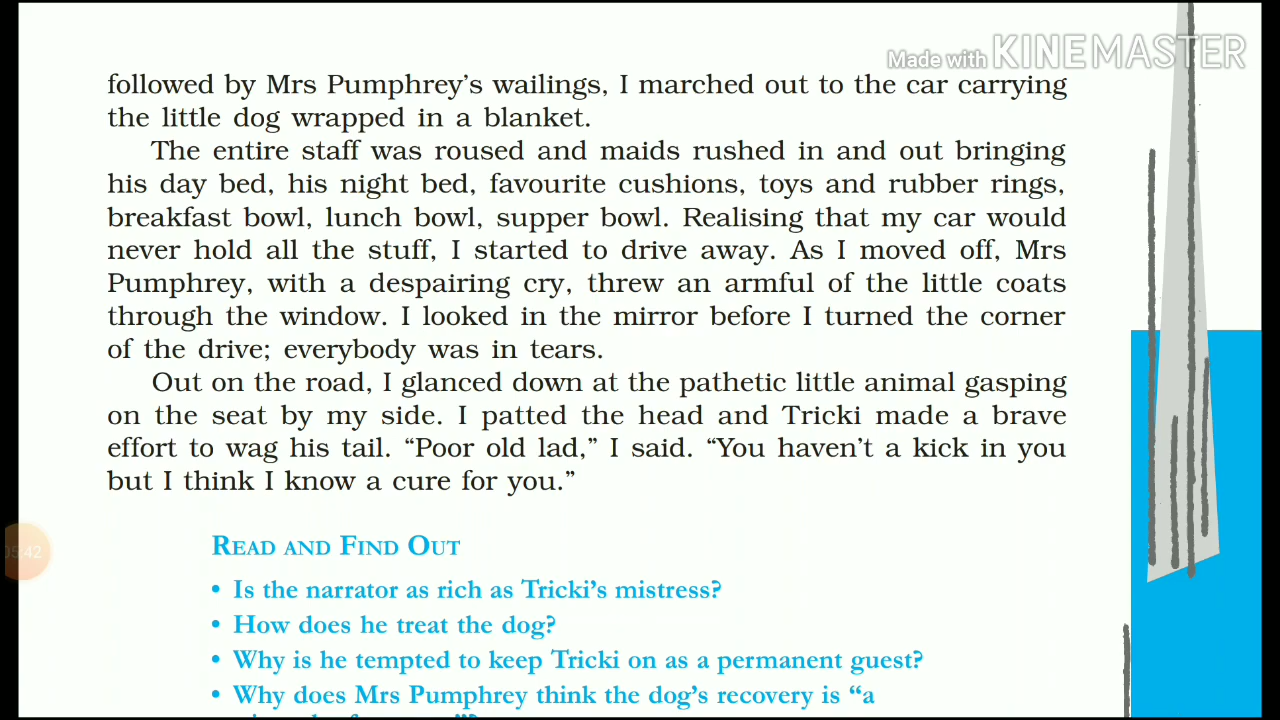 Made with KINEMASTER
followed by Mrs Pumphrey's wailings, I marched out to the car carrying
the little dog wrapped in a blanket.
The entire staff was roused and maids rushed in and out bringing
his day bed, his night bed, favourite cushions, toys and rubber rings,
breakfast bowl, lunch bowl, supper bowl. Realising that my car would
never hold all the stuff, I started to drive away. As I moved off, Mrs
Pumphrey, with a despairing cry, threw an armful of the little coats
through the window. I looked in the mirror before I turned the corner
of the drive; everybody was in tears.
Out on the road, I glanced down at the pathetic little animal gasping
on the seat by my side. I patted the head and Tricki made a brave
effort to wag his tail. “Poor old lad,” I said. “You haven't a kick in you
but I think I know a cure for you.”
READ AND FIND OUT
05:42
• Is the narrator as rich as Tricki's mistress?
• How does he treat the dog?
• Why is he tempted to keep Tricki on as a permanent guest?
• Why does Mrs Pumphrey think the dog's recovery is “a